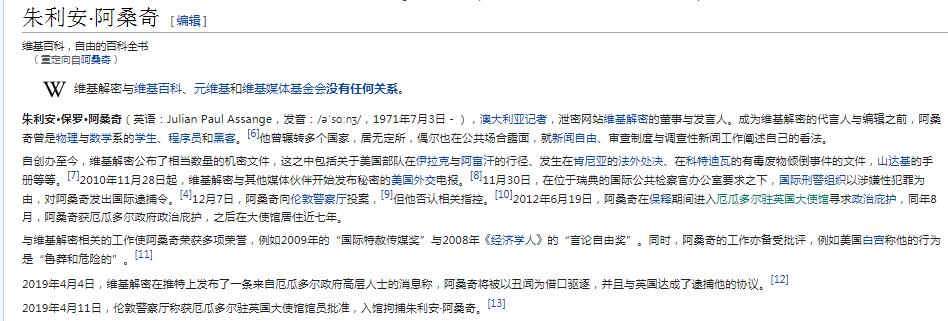 朱利安·阿桑奇 [编辑]
维基百科，自由的百科全书
（重定向自阿桑奇）
W 维基解密与维基百科、元维基和维基媒体基金会没有任何关系。
朱利安·保罗·阿桑奇（英语：Julian Paul Assange，发音：/əˈsɑːnʒ/，1971年7月3日－），澳大利亚记者，泄密网站维基解密的董事与发言人。成为维基解密的代言人与编辑之前，阿桑
奇曾是物理与数学系的学生、程序员和黑客。[6]他曾辗转多个国家，居无定所，偶尔也在公共场合露面，就新闻自由、审查制度与调查性新闻工作阐述自己的看法。
自创办至今，维基解密公布了相当数量的机密文件，这之中包括关于美国部队在伊拉克与阿富汗的行径、发生在肯尼亚的法外处决、在科特迪瓦的有毒废物倾倒事件的文件，山达基的手
册等等。[7]2010年11月28日起，维基解密与其他媒体伙伴开始发布秘密的美国外交电报。[8]11月30日，在位于瑞典的国际公共检察官办公室要求之下，国际刑警组织以涉嫌性犯罪为
由，对阿桑奇发出国际逮捕令。[4]12月7日，阿桑奇向伦敦警察厅投案，[9]但他否认相关指控。[10]2012年6月19日，阿桑奇在保释期间进入厄瓜多尔驻英国大使馆寻求政治庇护，同年8
月，阿桑奇获厄瓜多尔政府政治庇护，之后在大使馆居住近七年。
与维基解密相关的工作使阿桑奇荣获多项荣誉，例如2009年的“国际特赦传媒奖”与2008年《经济学人》的“言论自由奖”。同时，阿桑奇的工作亦备受批评，例如美国白宫称他的行为
是“鲁莽和危险的”。[11]
2019年4月4日，维基解密在推特上发布了一条来自厄瓜多尔政府高层人士的消息称，阿桑奇将被以丑闻为借口驱逐，并且与英国达成了逮捕他的协议。[12]
2019年4月11日，伦敦警察厅称获厄瓜多尔驻英国大使馆馆员批准，入馆拘捕朱利安·阿桑奇。[13]